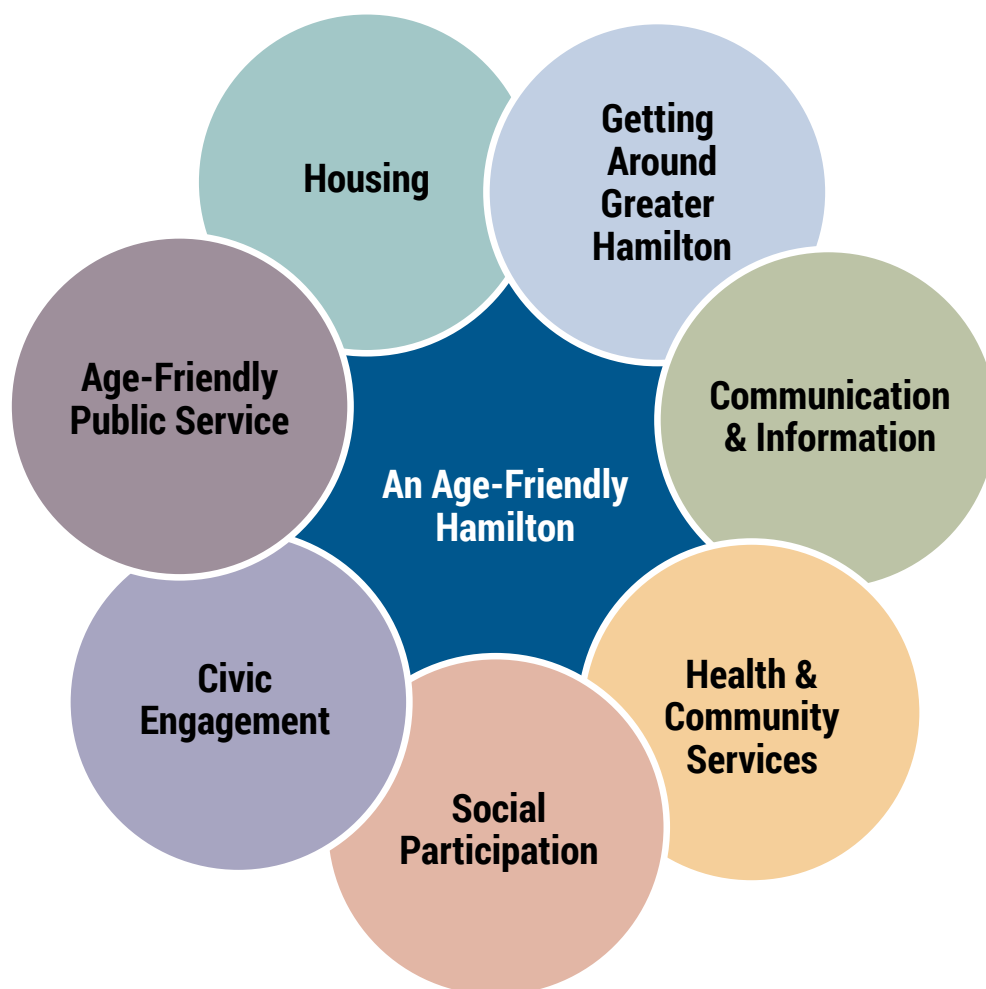 Housing
Getting
Around
Greater
Hamilton
Age-Friendly
Public Service
Communication
& Information
An Age-Friendly
Hamilton
Civic
Engagement
Health &
Community
Services
Social
Participation